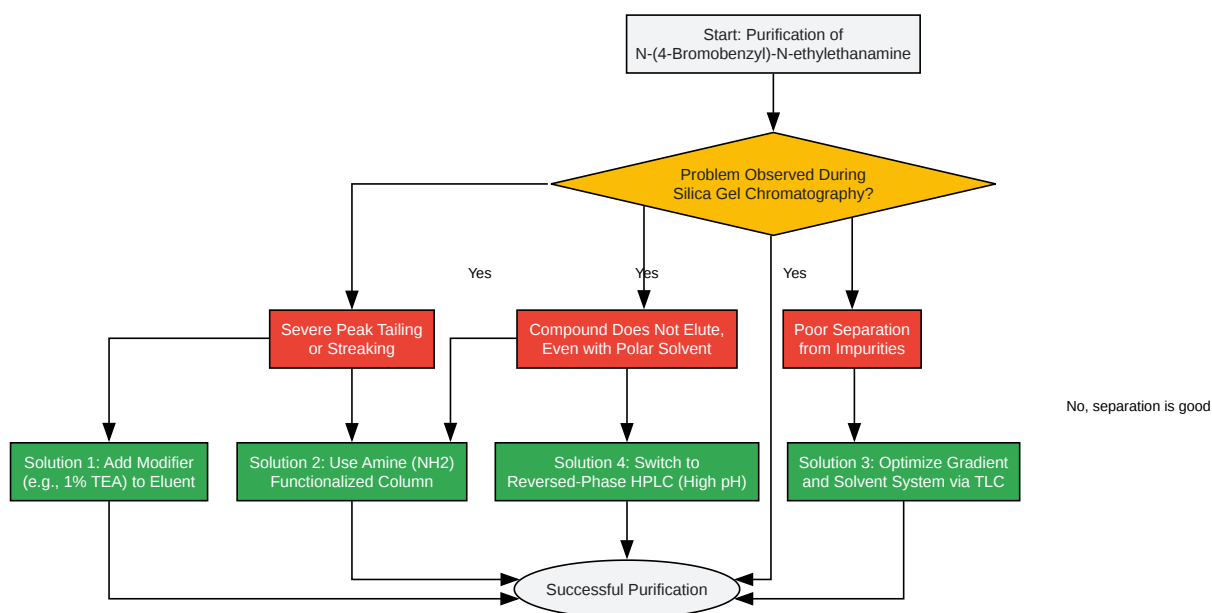 Start: Purification of
N-(4-Bromobenzyl)-N-ethylethanamine
Problem Observed During
Silica Gel Chromatography?
Yes
Yes
Yes
Severe Peak Tailing
or Streaking
Compound Does Not Elute,
Even with Polar Solvent
Poor Separation
from Impurities
No, separation is good
Solution 1: Add Modifier
(e.g., 1% TEA) to Eluent
Solution 2: Use Amine (NH2)
Functionalized Column
Solution 4: Switch to
Reversed-Phase HPLC (High pH)
Solution 3: Optimize Gradient
and Solvent System via TLC
Successful Purification